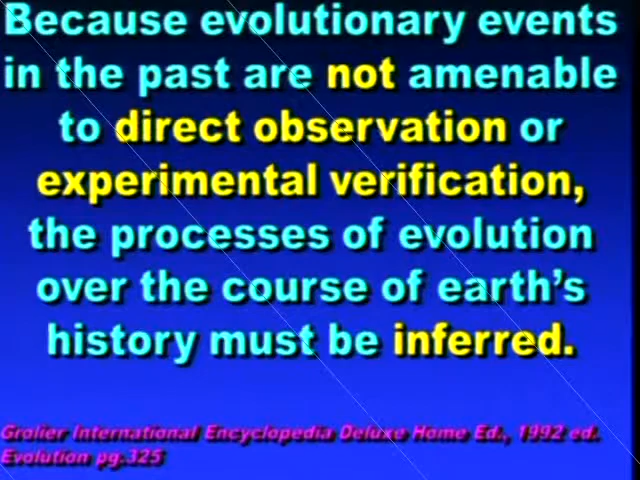 Because evolutionary events
in the past are not amenable
to direct observation or
experimental verification,
the processes of evolution
over the course of earth's
history must be inferred.
Grolier International Encyclopedia Deluxe Home Ed., 1992 ed.
Evolution pg.325